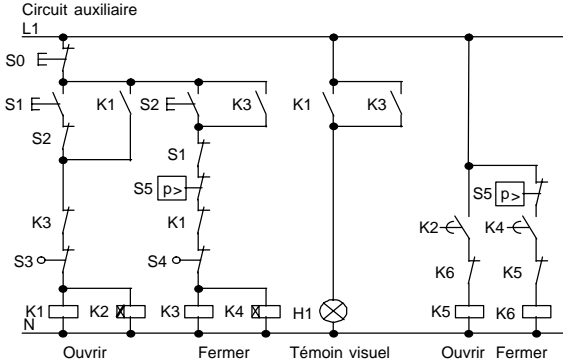 Circuit auxiliaire
L1
S0
S1 K1 S2 K3 K1 K3
S2
S1
S5 p> S5 p>
K3 K1 K2 K4
S3 S4 K6 K5
K1 K2 K3 K4 H1 K5 K6
N
Ouvrir Fermer Témoin visuel Ouvrir Fermer